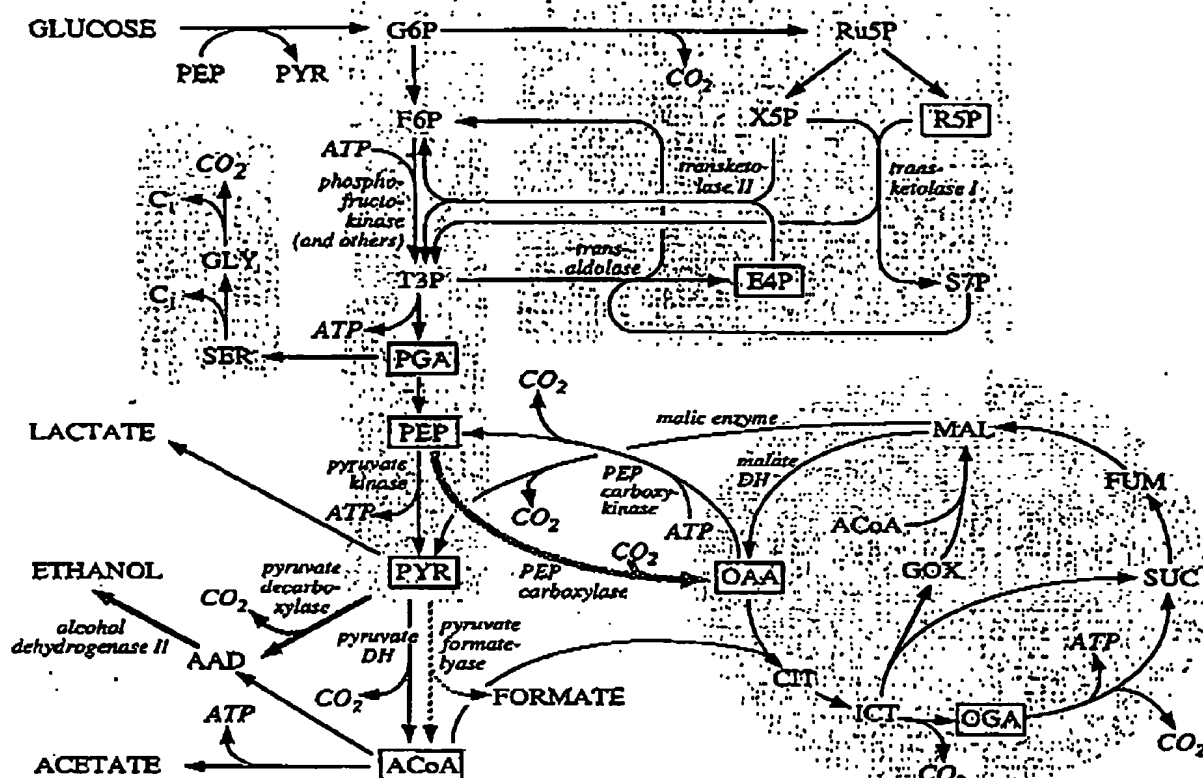 GLUCOSE
G6P
Ru5P
PEP
PYR
CO2
F6P
X5P
R5P
ATP
phospho-
fructo-
kinase
(and others)
transketo-
lase II
trans-
ketolase I
CO2
C1
GLY
C1
SER
T3P
trans-
aldolase
E4P
S7P
ATP
PGA
CO2
LACTATE
PEP
malic enzyme
MAL
pyruvate
kinase
ATP
CO2
PEP
carboxy-
kinase
ATP
malate
DH
FUM
ACoA
CO2
ETHANOL
PYR
PEP
carboxylase
OAA
GOX
SUC
pyruvate
decarbo-
xylase
CO2
alcohol
dehydrogenase II
AAD
pyruvate
DH
pyruvate
formate-
lyase
CO2
FORMATE
CIT
ICT
OGA
ATP
CO2
CO2
ATP
ACETATE
ACoA